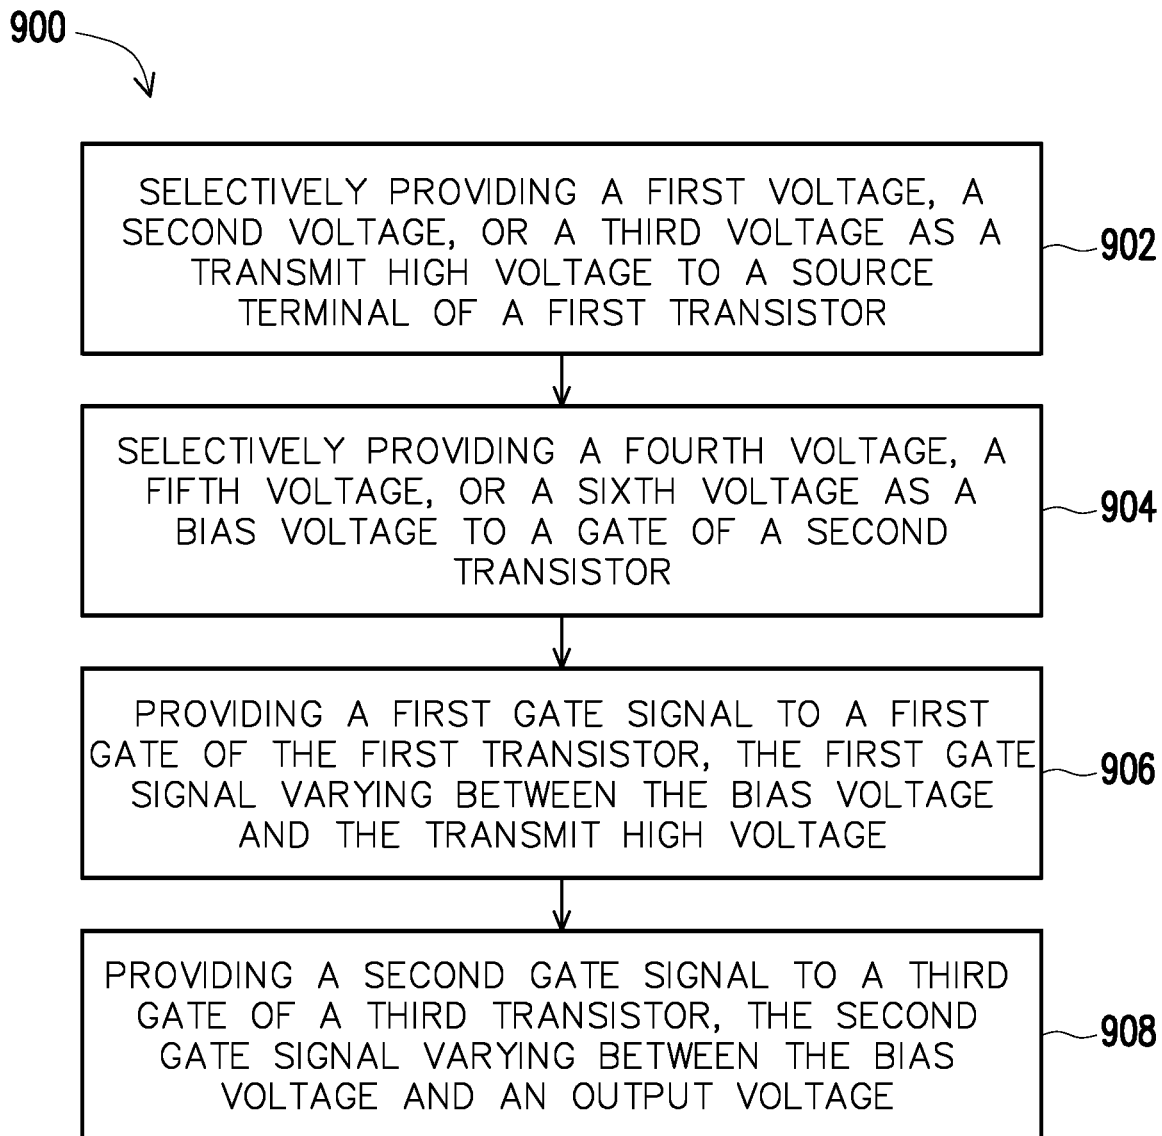 900
SELECTIVELY PROVIDING A FIRST VOLTAGE, A
SECOND VOLTAGE, OR A THIRD VOLTAGE AS A
TRANSMIT HIGH VOLTAGE TO A SOURCE
TERMINAL OF A FIRST TRANSISTOR
902
SELECTIVELY PROVIDING A FOURTH VOLTAGE, A
FIFTH VOLTAGE, OR A SIXTH VOLTAGE AS A
BIAS VOLTAGE TO A GATE OF A SECOND
TRANSISTOR
904
PROVIDING A FIRST GATE SIGNAL TO A FIRST
GATE OF THE FIRST TRANSISTOR, THE FIRST GATE
SIGNAL VARYING BETWEEN THE BIAS VOLTAGE
AND THE TRANSMIT HIGH VOLTAGE
906
PROVIDING A SECOND GATE SIGNAL TO A THIRD
GATE OF A THIRD TRANSISTOR, THE SECOND
GATE SIGNAL VARYING BETWEEN THE BIAS
VOLTAGE AND AN OUTPUT VOLTAGE
908